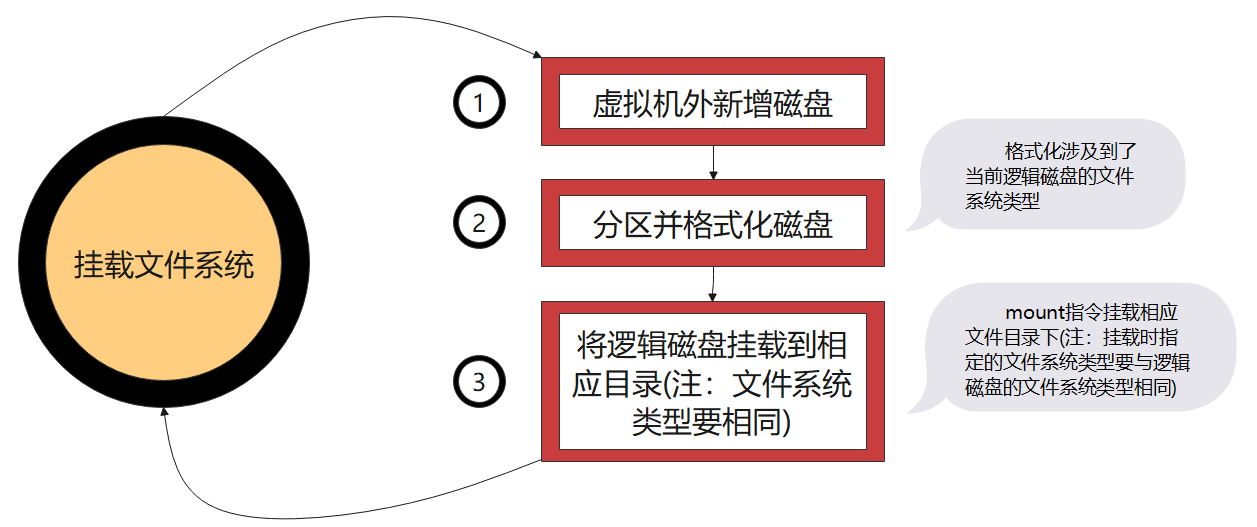 挂载文件系统
1
虚拟机外新增磁盘
2
分区并格式化磁盘
格式化涉及到了
当前逻辑磁盘的文件
系统类型
3
将逻辑磁盘挂载到相
应目录(注：文件系统
类型要相同)
mount指令挂载相应
文件目录下(注：挂载时指
定的文件系统类型要与逻辑
磁盘的文件系统类型相同)